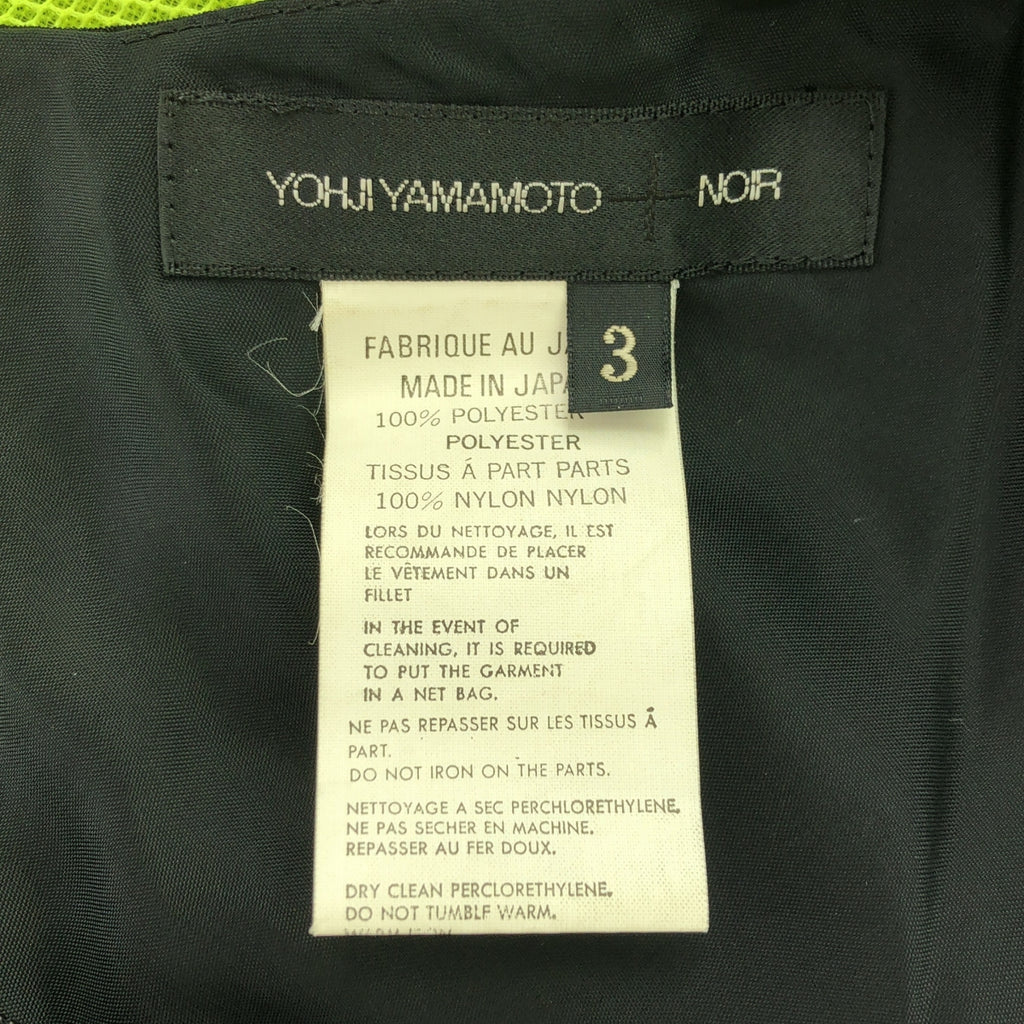 YOHJI YAMAMOTO + NOIR
3
FABRIQUE AU JA
MADE IN JAPA
100% POLYESTER
POLYESTER
TISSUS Á PART PARTS
100% NYLON NYLON
LORS DU NETTOYAGE, IL EST
RECOMMANDE DE PLACER
LE VÊTEMENT DANS UN
FILLET
IN THE EVENT OF
CLEANING, IT IS REQUIRED
TO PUT THE GARMENT
IN A NET BAG.
NE PAS REPASSER SUR LES TISSUS Á
PART.
DO NOT IRON ON THE PARTS.
NETTOYAGE A SEC PERCHLORETHYLENE.
NE PAS SECHER EN MACHINE.
REPASSER AU FER DOUX.
DRY CLEAN PERCLORETHYLENE.
DO NOT TUMBLE WARM.